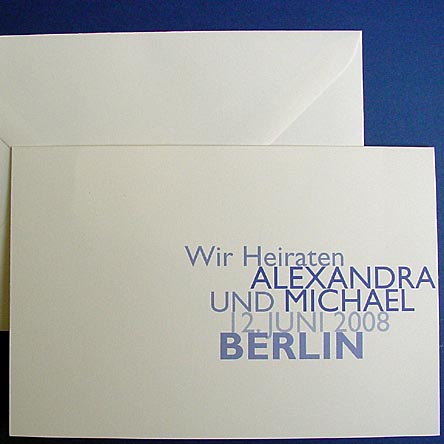 Wir Heiraten
ALEXANDRA
UND MICHAEL
12. JUNI 2008
BERLIN